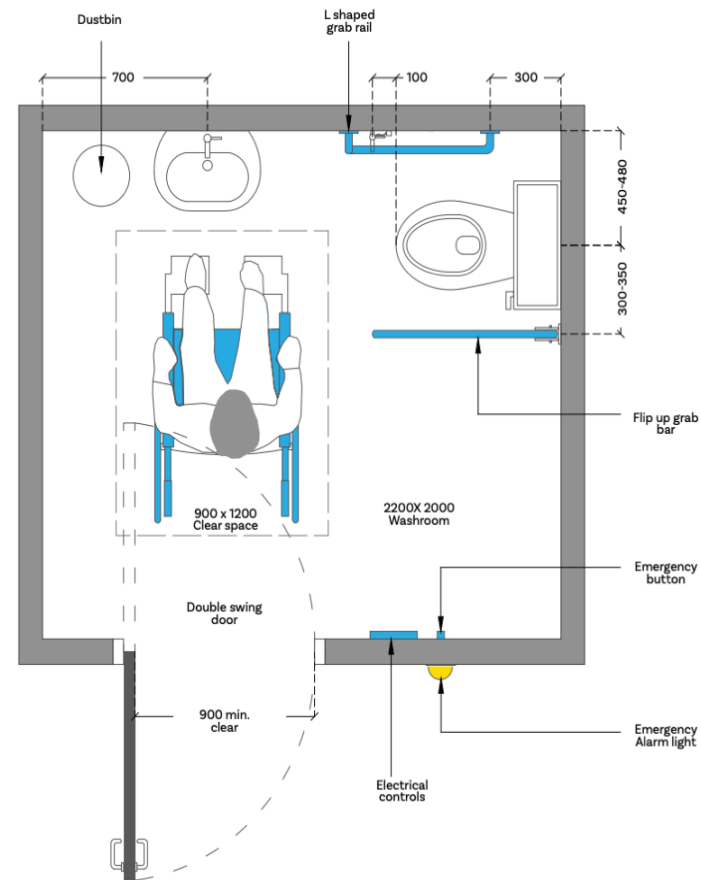 Dustbin
L shaped
grab rail
700
100
300
450-480
300-350
Flip up grab
bar
900 x 1200
Clear space
2200X 2000
Washroom
Emergency
button
Double swing
door
900 min.
clear
Emergency
Alarm light
Electrical
controls